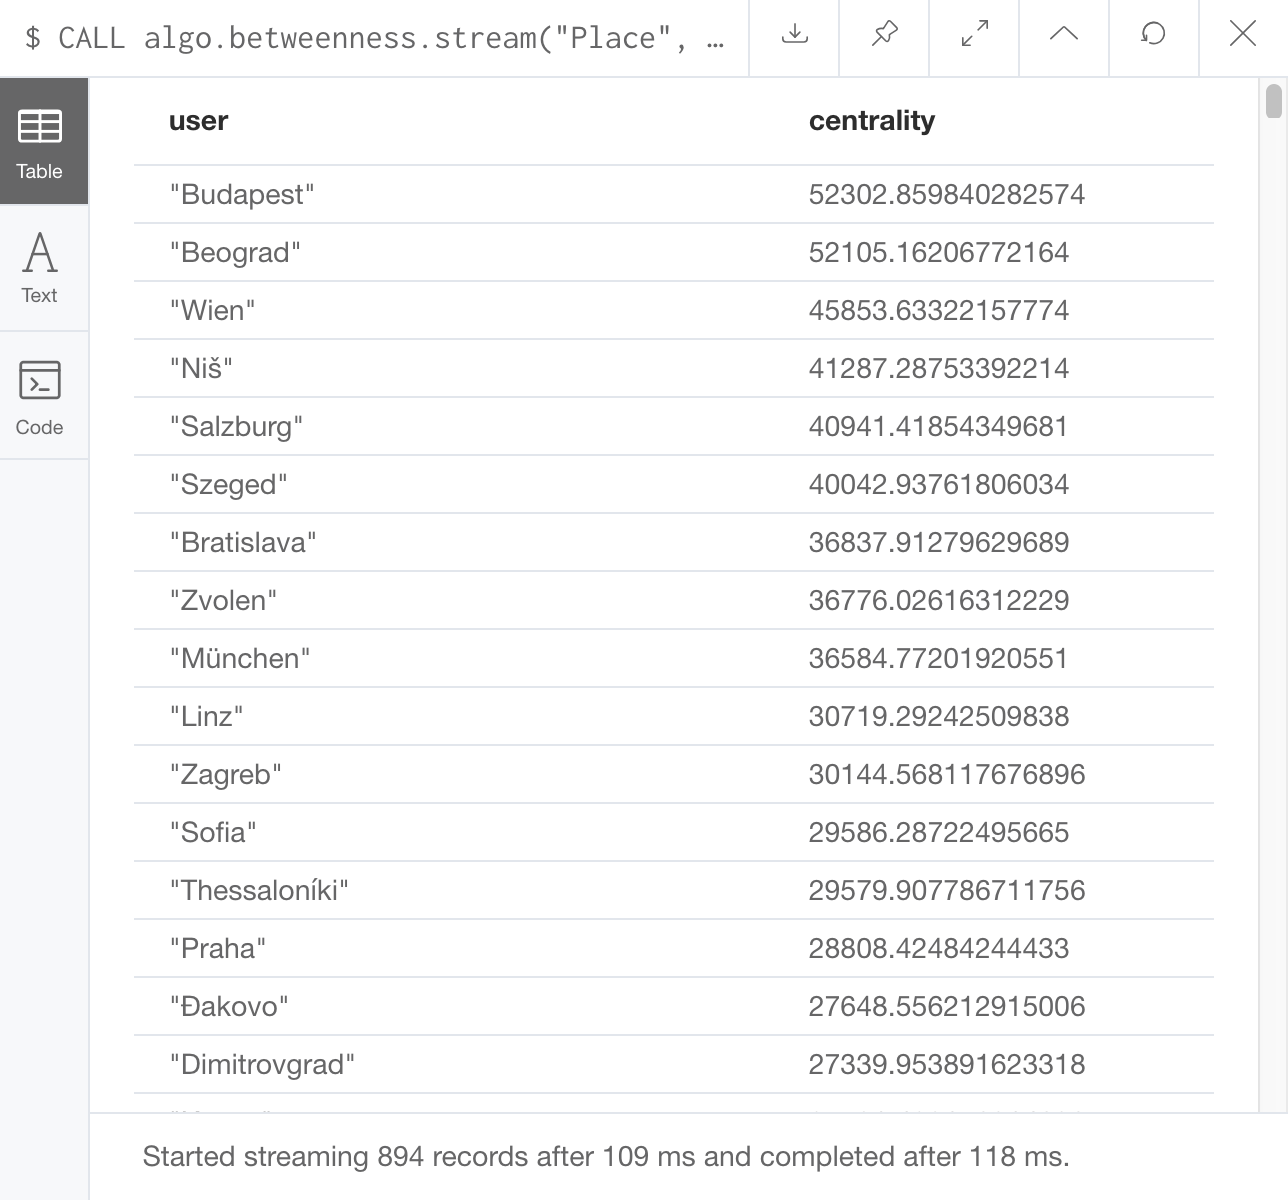 $ CALL algo.betweenness.stream("Place", …
Table
Text
Code
user centrality
"Budapest" 52302.859840282574
"Beograd" 52105.16206772164
"Wien" 45853.63322157774
"Niš" 41287.28753392214
"Salzburg" 40941.41854349681
"Szeged" 40042.93761806034
"Bratislava" 36837.91279629689
"Zvolen" 36776.02616312229
"München" 36584.77201920551
"Linz" 30719.29242509838
"Zagreb" 30144.568117676896
"Sofia" 29586.28722495665
"Thessaloníki" 29579.907786711756
"Praha" 28808.42484244433
"Đakovo" 27648.556212915006
"Dimitrovgrad" 27339.953891623318
Started streaming 894 records after 109 ms and completed after 118 ms.